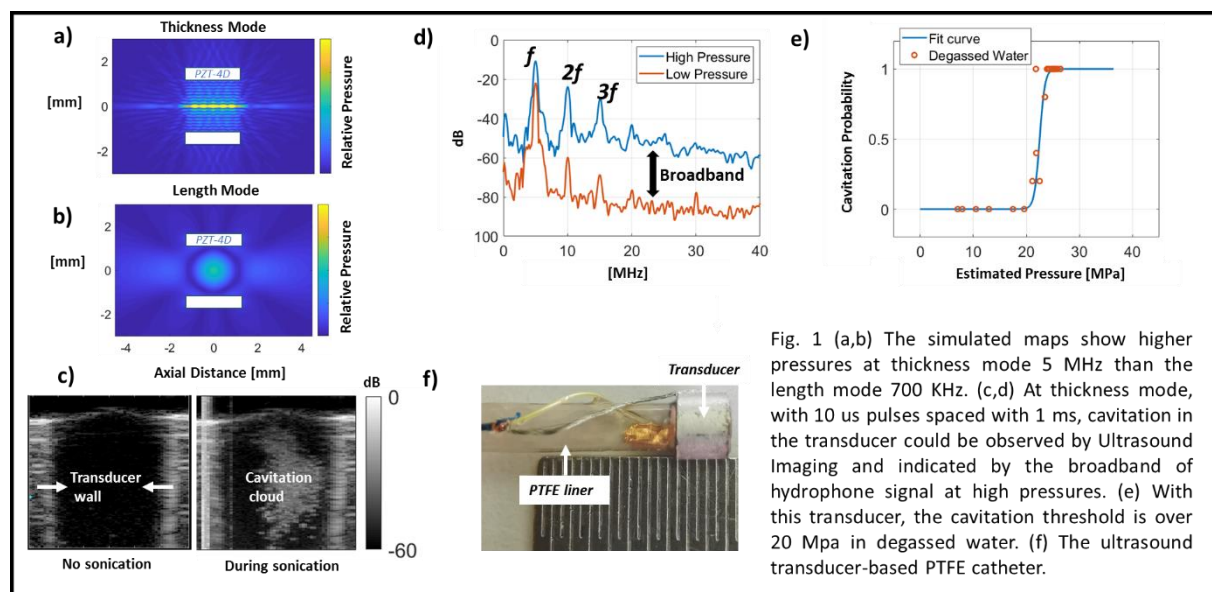 a)
Thickness Mode
PZT-4D
2
0
-2
[mm]
Relative Pressure
Length Mode
b)
PZT-4D
2
0
-2
[mm]
Relative Pressure
-4 -2 0 2 4
Axial Distance [mm]
c)
dB
0
-60
Transducer
wall
Cavitation
cloud
No sonication
During sonication
d)
0
-20
-40
-60
-80
100
dB
f
2f
3f
High Pressure
Low Pressure
Broadband
0 10 20 30 40
[MHz]
e)
Fit curve
Degassed Water
1
0.5
0
Cavitation Probability
0 10 20 30 40
Estimated Pressure [MPa]
f)
Transducer
PTFE liner
Fig. 1 (a,b) The simulated maps show higher
pressures at thickness mode 5 MHz than the
length mode 700 KHz. (c,d) At thickness mode,
with 10 us pulses spaced with 1 ms, cavitation in
the transducer could be observed by Ultrasound
Imaging and indicated by the broadband of
hydrophone signal at high pressures. (e) With
this transducer, the cavitation threshold is over
20 Mpa in degassed water. (f) The ultrasound
transducer-based PTFE catheter.